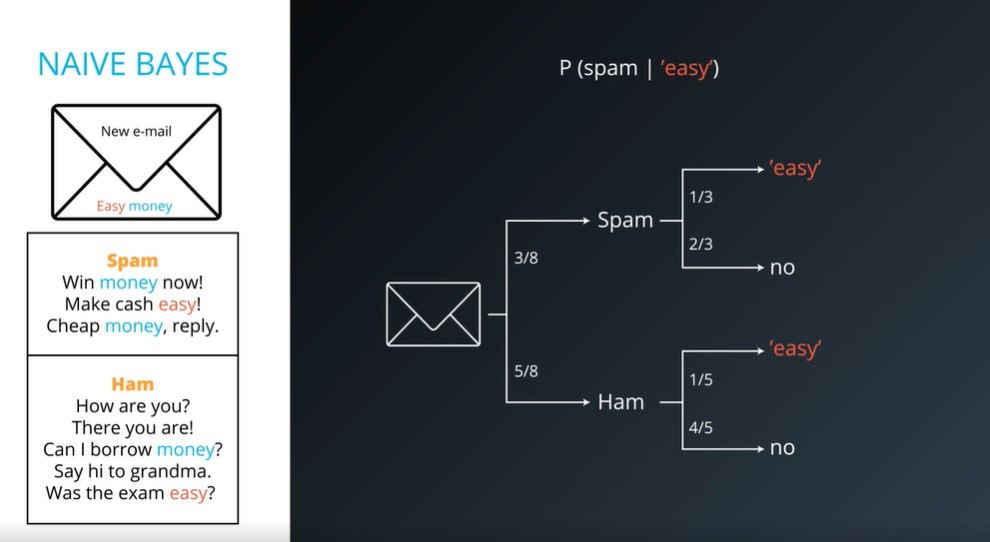 NAIVE BAYES
New e-mail
Easy money
Spam
Win money now!
Make cash easy!
Cheap money, reply.
Ham
How are you?
There you are!
Can I borrow money?
Say hi to grandma.
Was the exam easy?
P (spam | 'easy')
3/8
5/8
Spam
1/3
2/3
'easy'
no
Ham
1/5
4/5
'easy'
no